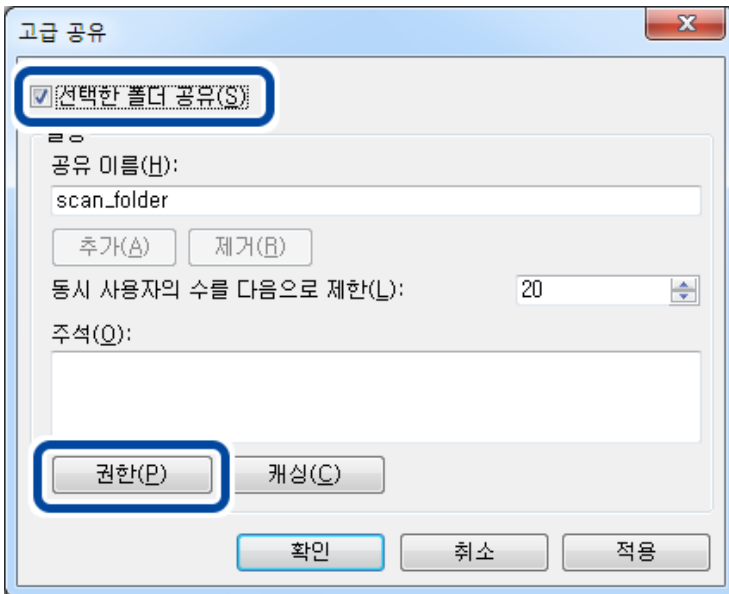 고급 공유
선택한 폴더 공유(S)
공유 이름(H):
scan_folder
추가(A) 제거(R)
동시 사용자의 수를 다음으로 제한(L): 20
주석(O):
권한(P) 캐싱(C)
확인 취소 적용